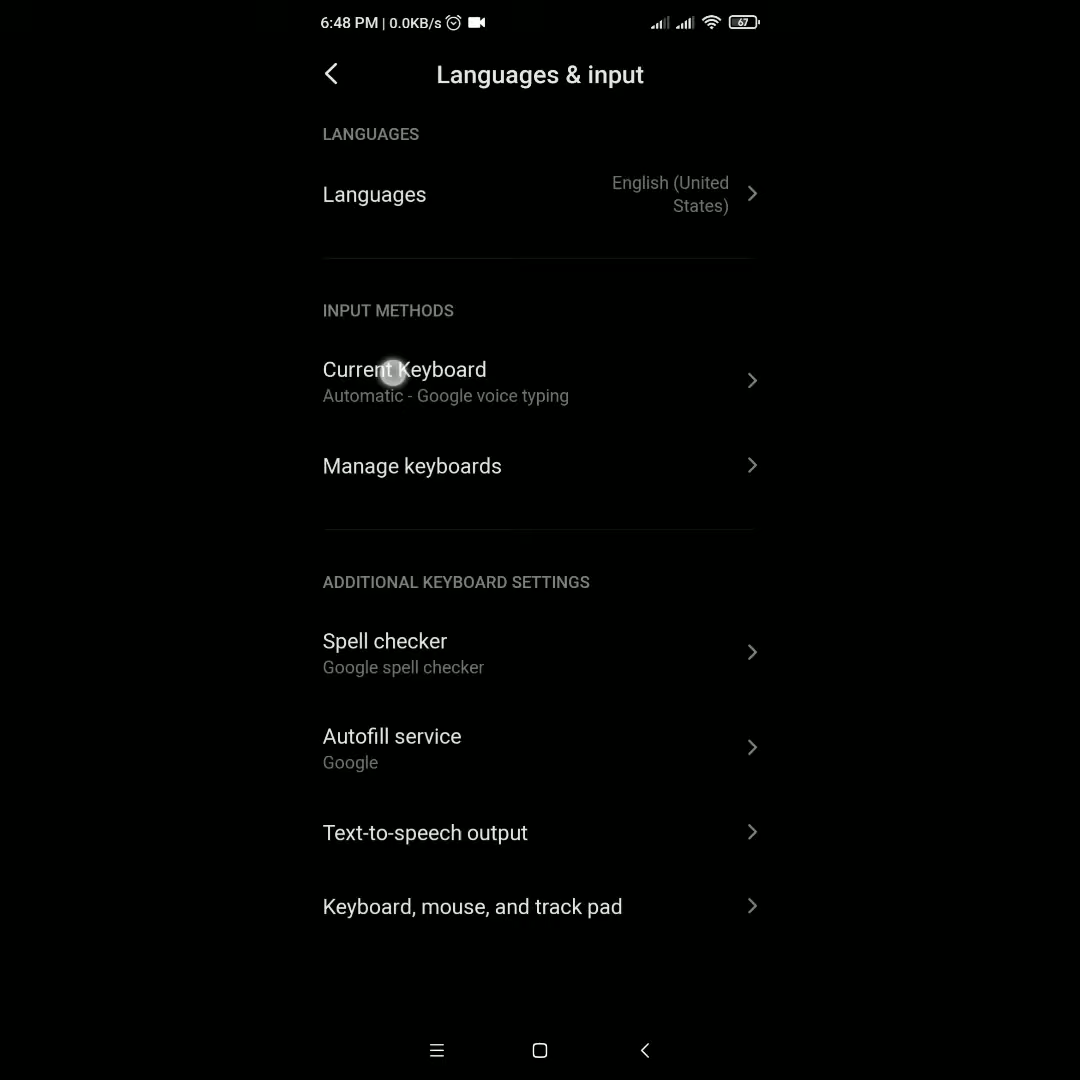 6:48 PM | 0.0KB/s 67
Languages & input
LANGUAGES
Languages
English (United
States)
INPUT METHODS
Current Keyboard
Automatic - Google voice typing
Manage keyboards
ADDITIONAL KEYBOARD SETTINGS
Spell checker
Google spell checker
Autofill service
Google
Text-to-speech output
Keyboard, mouse, and track pad